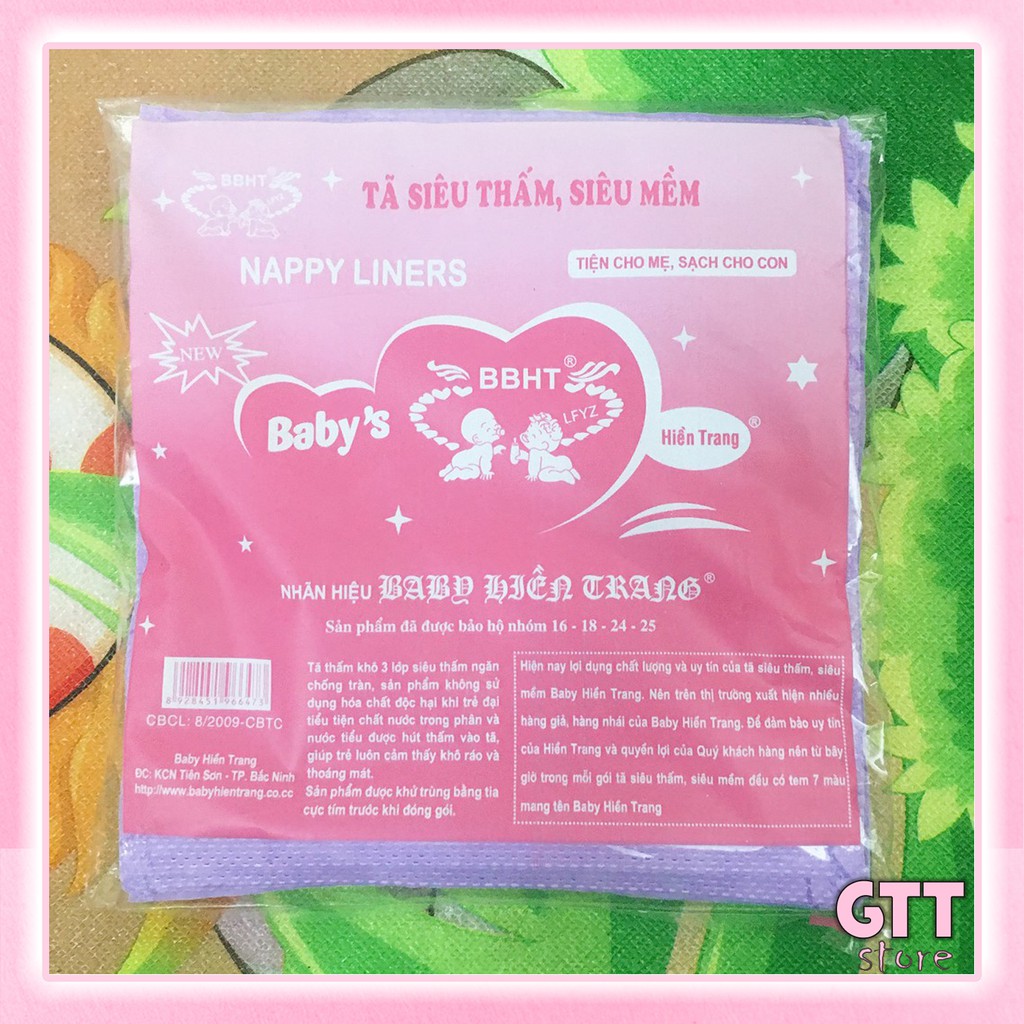 BBHT
TÃ SIÊU THẤM, SIÊU MỀM
NAPPY LINERS
TIỆN CHO MẸ, SẠCH CHO CON
NEW
BBHT®
LFYZ
Baby's
Hiền Trang®
NHÃN HIỆU BABY HIỀN TRANG®
Sản phẩm đã được bảo hộ nhóm 16 - 18 - 24 - 25
8 928451 966473
CBCL: 8/2009-CBTC
Baby Hiền Trang
ĐC: KCN Tiên Sơn - TP. Bắc Ninh
http://www.babyhientrang.co.cc
Tã thấm khô 3 lớp siêu thấm ngăn
chống tràn, sản phẩm không sử
dụng hóa chất độc hại khi trẻ đại
tiểu tiện chất nước trong phân và
nước tiểu được hút thấm vào tã,
giúp trẻ luôn cảm thấy khô ráo và
thoáng mát.
Sản phẩm được khử trùng bằng tia
cực tím trước khi đóng gói.
Hiện nay lợi dụng chất lượng và uy tín của tã siêu thấm, siêu
mềm Baby Hiền Trang. Nên trên thị trường xuất hiện nhiều
hàng giả, hàng nhái của Baby Hiền Trang. Để đảm bảo uy tín
của Hiền Trang và quyền lợi của Quý khách hàng nên từ bây
giờ trong mỗi gói tã siêu thấm, siêu mềm đều có tem 7 màu
mang tên Baby Hiền Trang
GTT
store